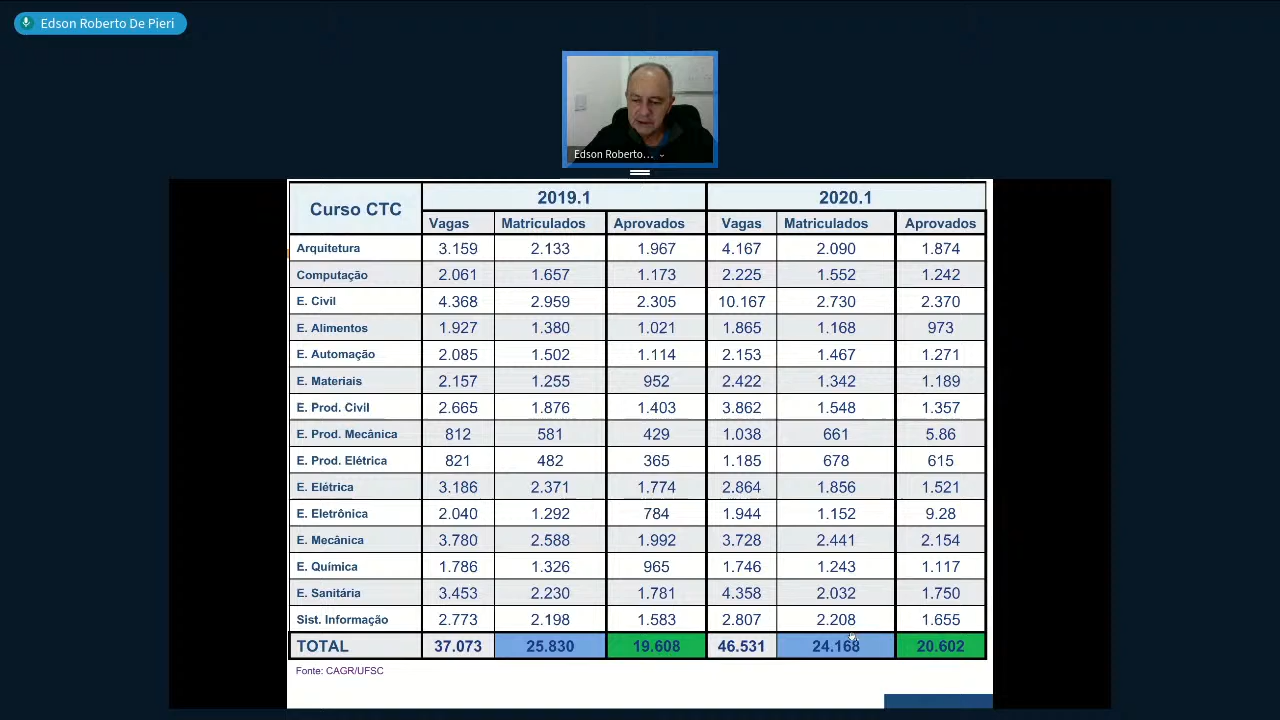 Edson Roberto De Pieri
Edson Roberto...
Curso CTC 2019.1 2020.1
Vagas Matriculados Aprovados Vagas Matriculados Aprovados
Arquitetura 3.159 2.133 1.967 4.167 2.090 1.874
Computação 2.061 1.657 1.173 2.225 1.552 1.242
E. Civil 4.368 2.959 2.305 10.167 2.730 2.370
E. Alimentos 1.927 1.380 1.021 1.865 1.168 973
E. Automação 2.085 1.502 1.114 2.153 1.467 1.271
E. Materiais 2.157 1.255 952 2.422 1.342 1.189
E. Prod. Civil 2.665 1.876 1.403 3.862 1.548 1.357
E. Prod. Mecânica 812 581 429 1.038 661 5.86
E. Prod. Elétrica 821 482 365 1.185 678 615
E. Elétrica 3.186 2.371 1.774 2.864 1.856 1.521
E. Eletrônica 2.040 1.292 784 1.944 1.152 9.28
E. Mecânica 3.780 2.588 1.992 3.728 2.441 2.154
E. Química 1.786 1.326 965 1.746 1.243 1.117
E. Sanitária 3.453 2.230 1.781 4.358 2.032 1.750
Sist. Informação 2.773 2.198 1.583 2.807 2.208 1.655
TOTAL 37.073 25.830 19.608 46.531 24.168 20.602
Fonte: CAGR/UFSC